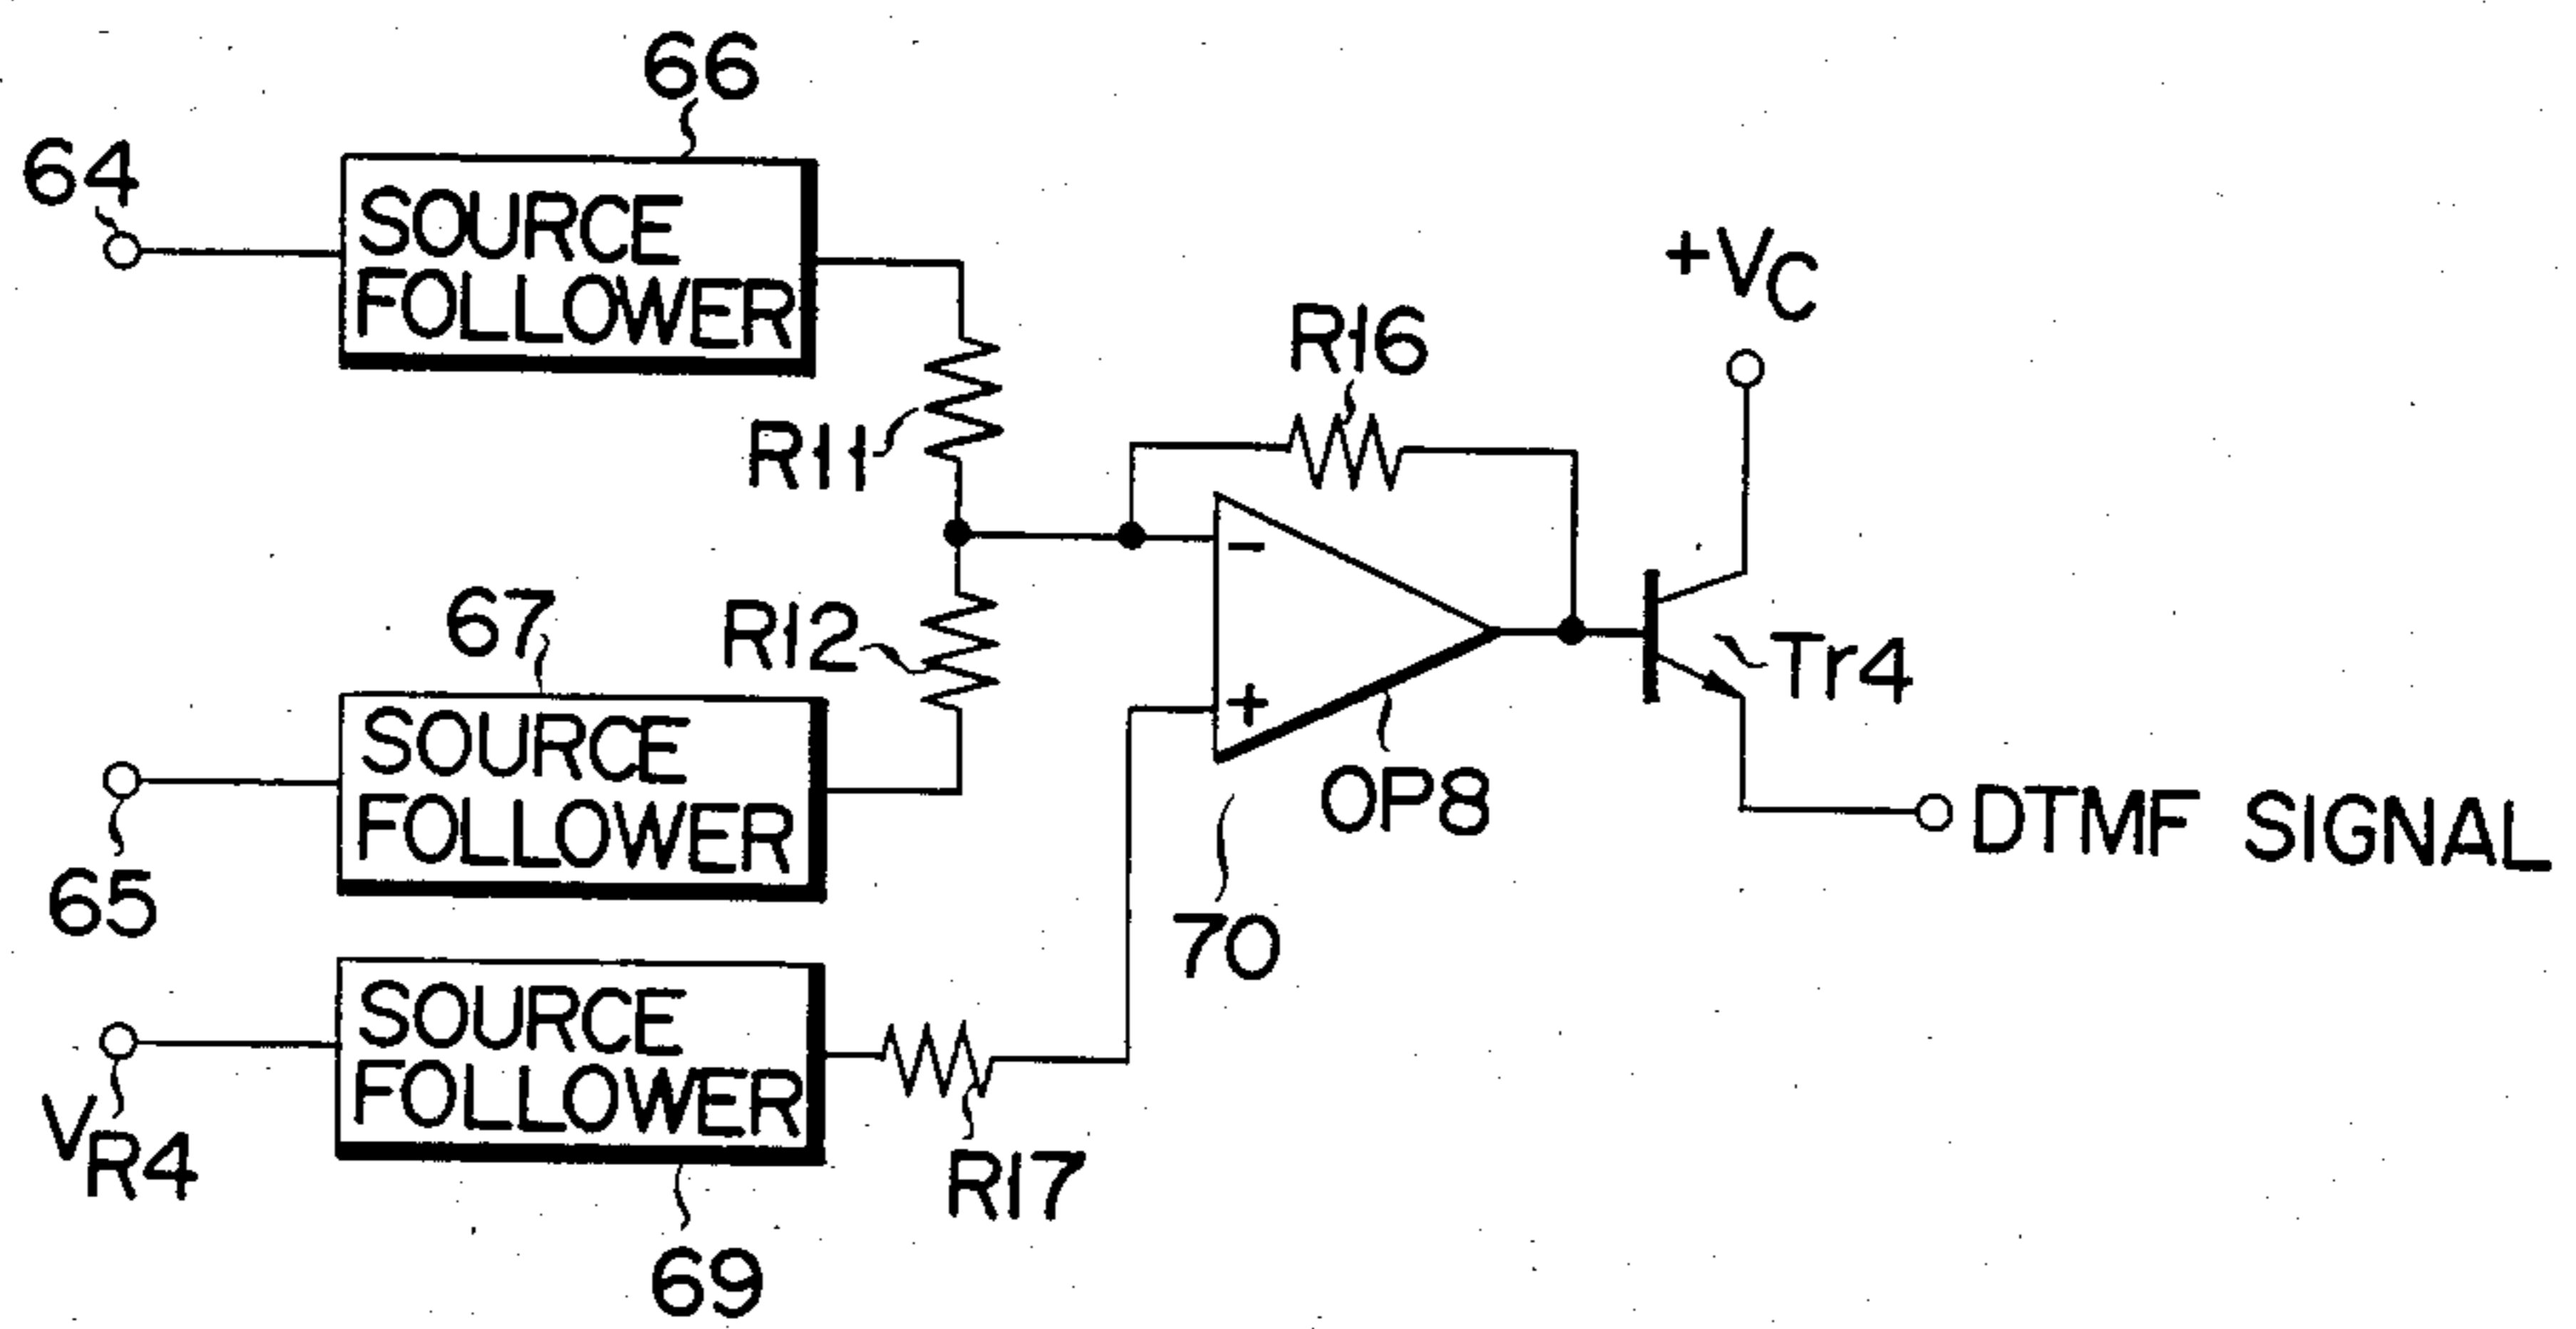 66
64
SOURCE
FOLLOWER
+VC
R16
R11
67
R12
Tr4
SOURCE
FOLLOWER
OP8
DTMF SIGNAL
65
70
SOURCE
FOLLOWER
VR4
R17
69
-
+